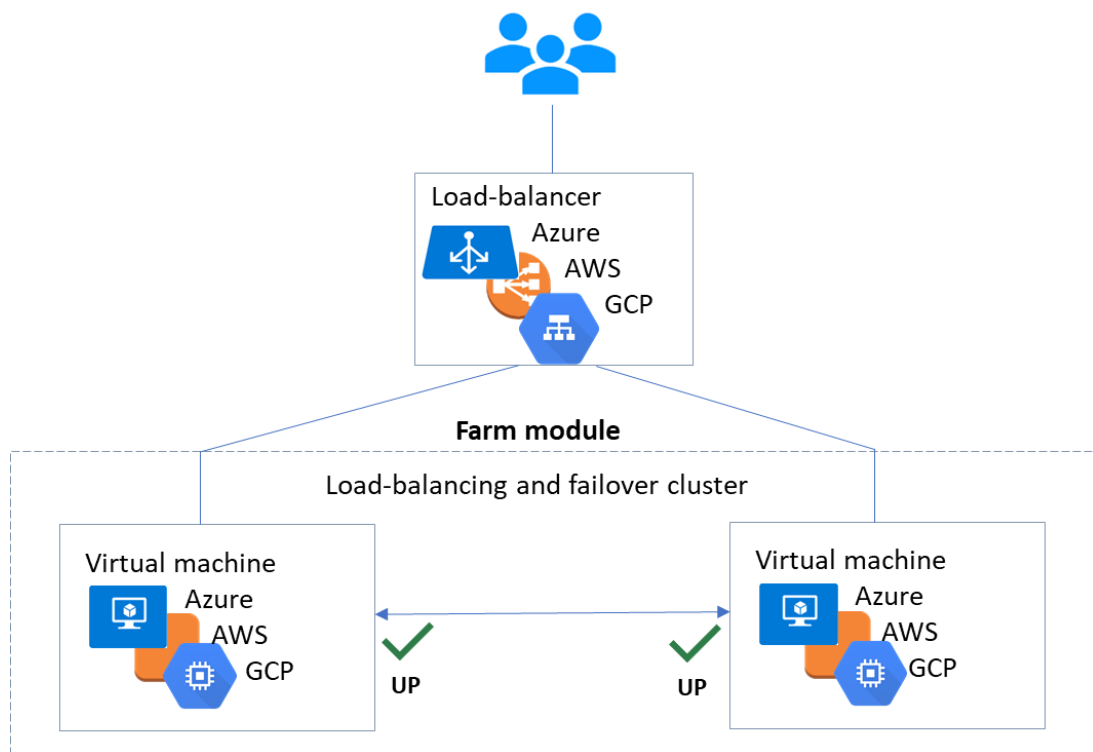 Load-balancer
Azure
AWS
GCP
Farm module
Load-balancing and failover cluster
Virtual machine
Azure
AWS
GCP
UP
Virtual machine
Azure
AWS
GCP
UP